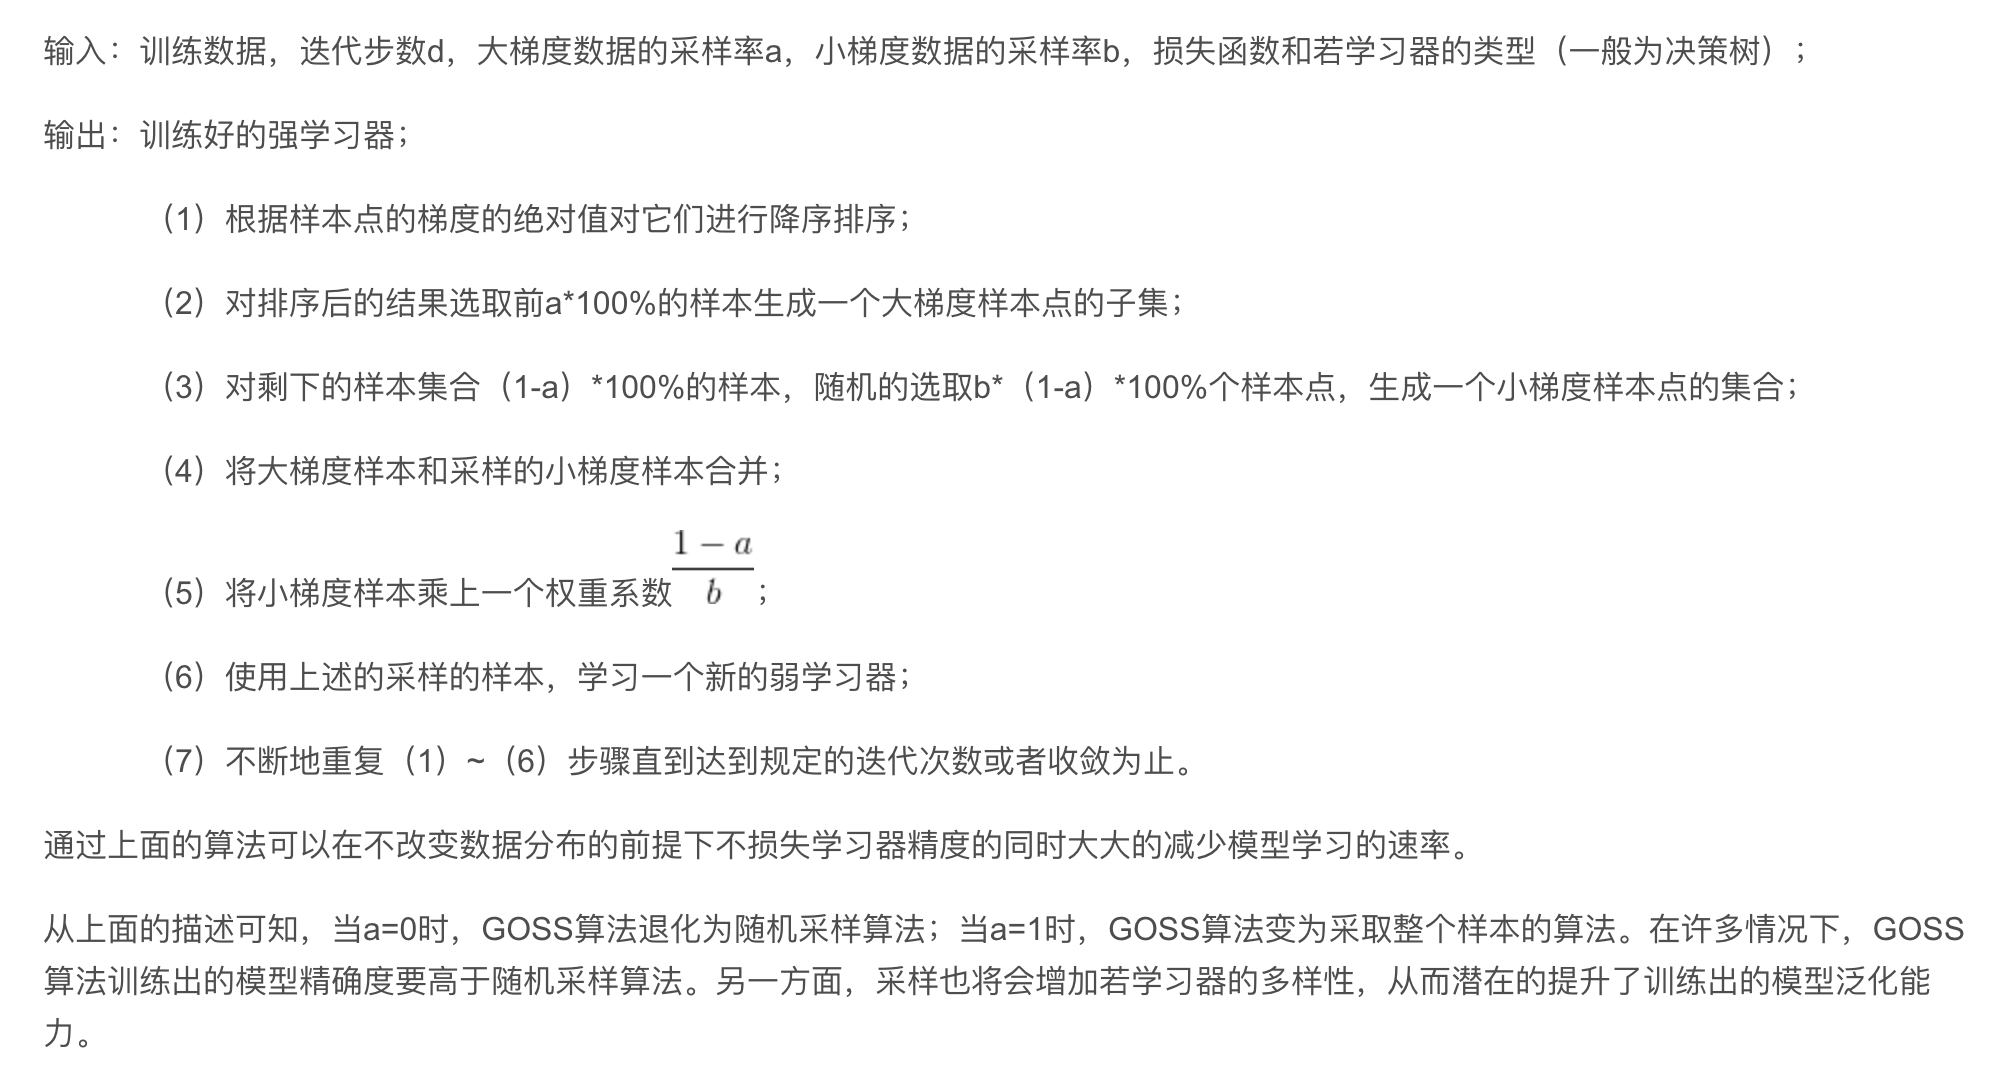 输入：训练数据，迭代步数d，大梯度数据的采样率a，小梯度数据的采样率b，损失函数和若学习器的类型（一般为决策树）；
输出：训练好的强学习器；
（1）根据样本点的梯度的绝对值对它们进行降序排序；
（2）对排序后的结果选取前a*100%的样本生成一个大梯度样本点的子集；
（3）对剩下的样本集合（1-a）*100%的样本，随机的选取b*（1-a）*100%个样本点，生成一个小梯度样本点的集合；
（4）将大梯度样本和采样的小梯度样本合并；
（5）将小梯度样本乘上一个权重系数 \frac{1-a}{b}；
（6）使用上述的采样的样本，学习一个新的弱学习器；
（7）不断地重复（1）~（6）步骤直到达到规定的迭代次数或者收敛为止。
通过上面的算法可以在不改变数据分布的前提下不损失学习器精度的同时大大的减少模型学习的速率。
从上面的描述可知，当a=0时，GOSS算法退化为随机采样算法；当a=1时，GOSS算法变为采取整个样本的算法。在许多情况下，GOSS
算法训练出的模型精确度要高于随机采样算法。另一方面，采样也将会增加若学习器的多样性，从而潜在的提升了训练出的模型泛化能
力。